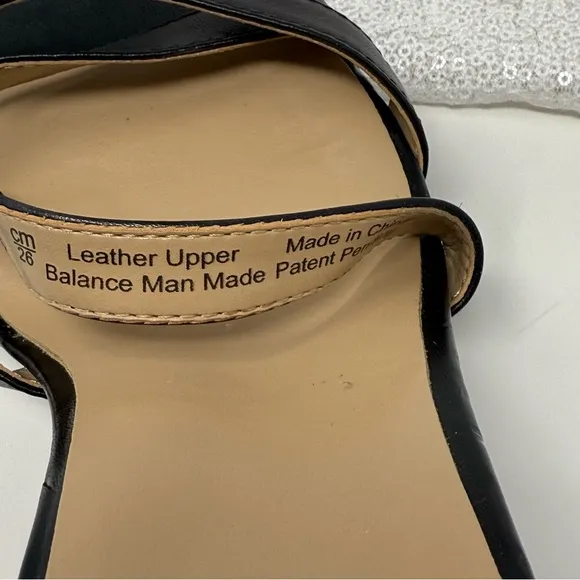 cm
26
Leather Upper
Balance Man Made
Made in
Patent